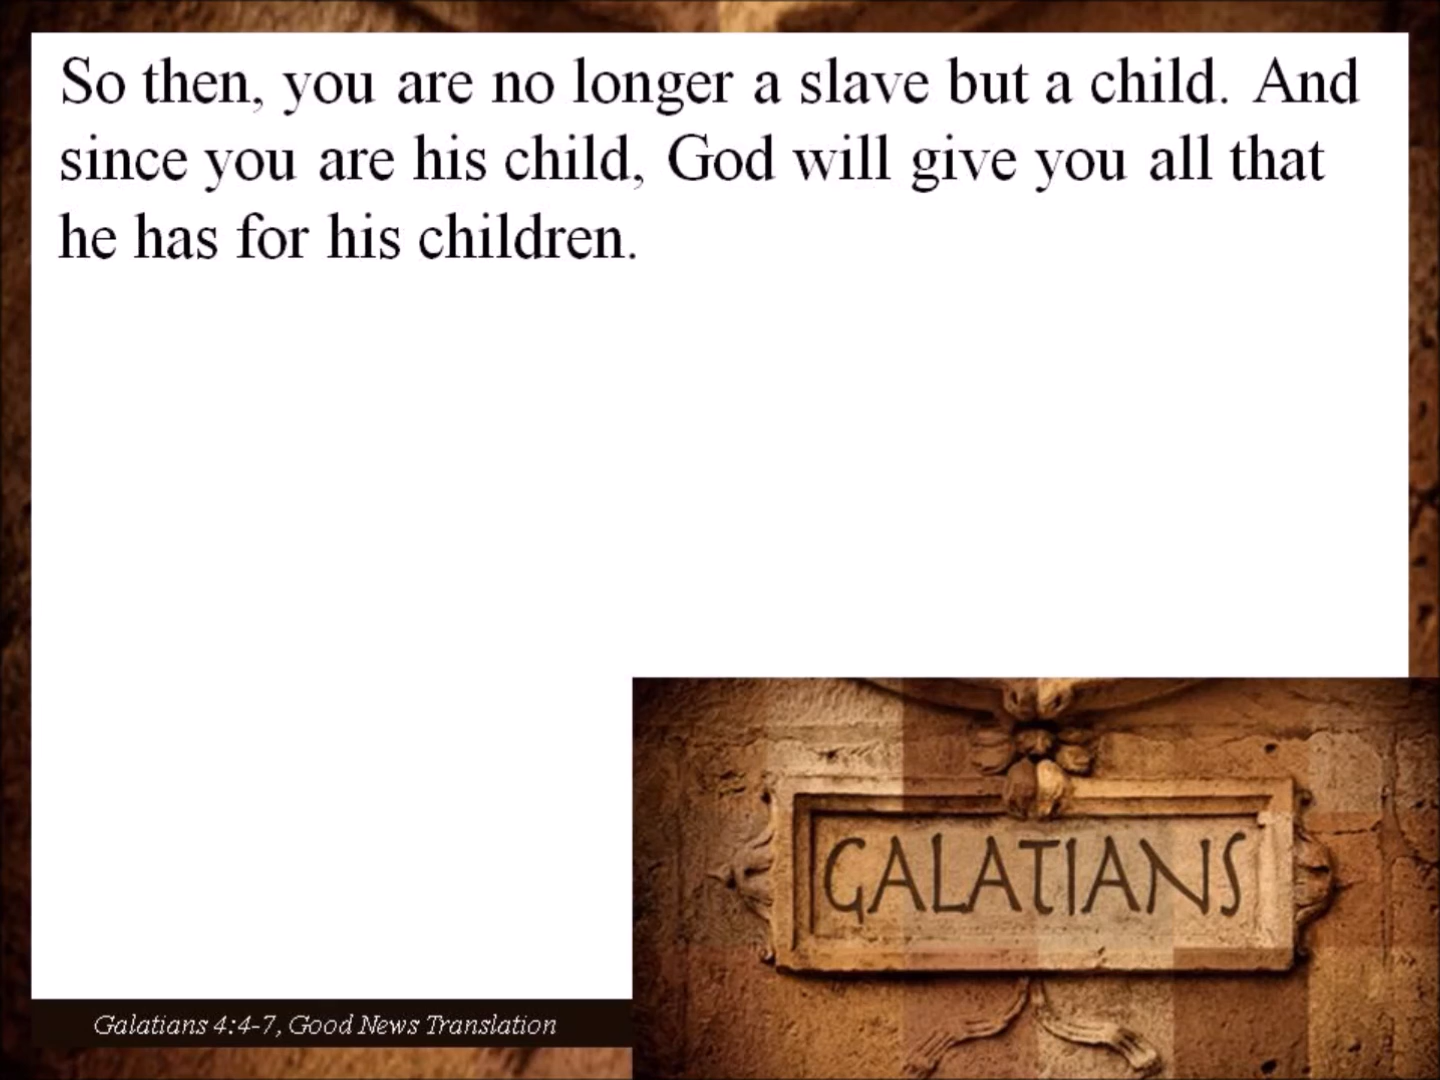 So then, you are no longer a slave but a child. And
since you are his child, God will give you all that
he has for his children.
GALATIANS
Galatians 4:4-7, Good News Translation